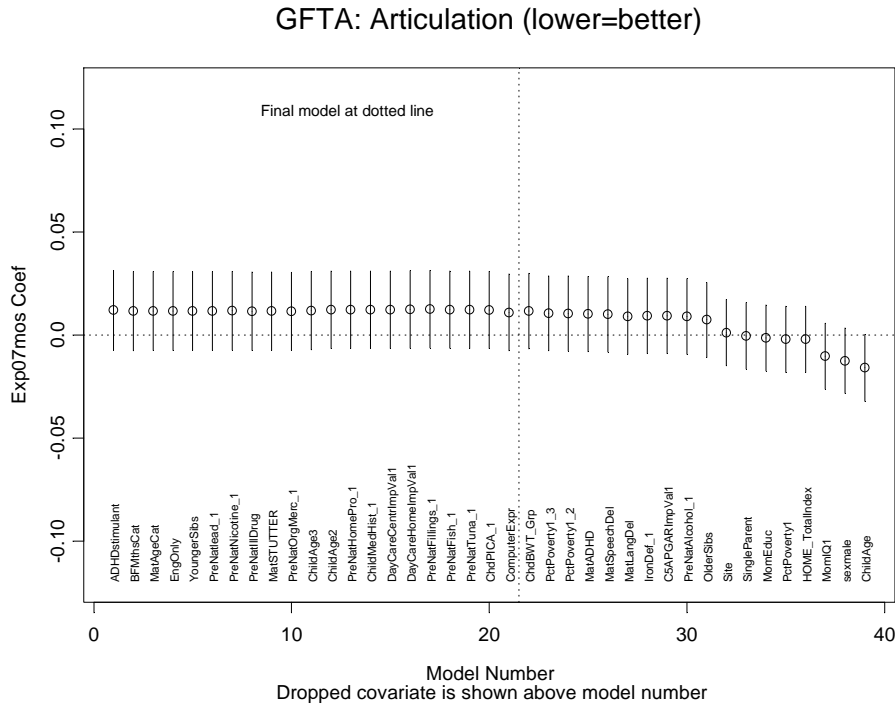 GFTA: Articulation (lower=better)
Final model at dotted line
Exp07mos Coef
0.10
0.05
0.0
-0.05
-0.10
ADHDstimulant
BFMthsCat
MatAgeCat
EngOnly
YoungerSibs
PreNatlead_1
PreNatNicotine_1
PreNatIllDrug
MatSTUTTER
PreNatOrgMerc_1
ChildAge3
ChildAge2
PreNatHomePro_1
ChildMedHist_1
DayCareCentrImpVal1
DayCareHomeImpVal1
PreNatFillings_1
PreNatFish_1
PreNatTuna_1
ChdPICA_1
ComputerExpr
ChdBWT_Grp
PctPoverty1_3
PctPoverty1_2
MatADHD
MatSpeechDel
MatLangDel
IronDef_1
C5APGARImpVal1
PreNatAlcohol_1
OlderSibs
Site
SingleParent
MomEduc
PctPoverty1
HOME_TotalIndex
MomIQ1
sexmale
ChildAge
0 10 20 30 40
Model Number
Dropped covariate is shown above model number